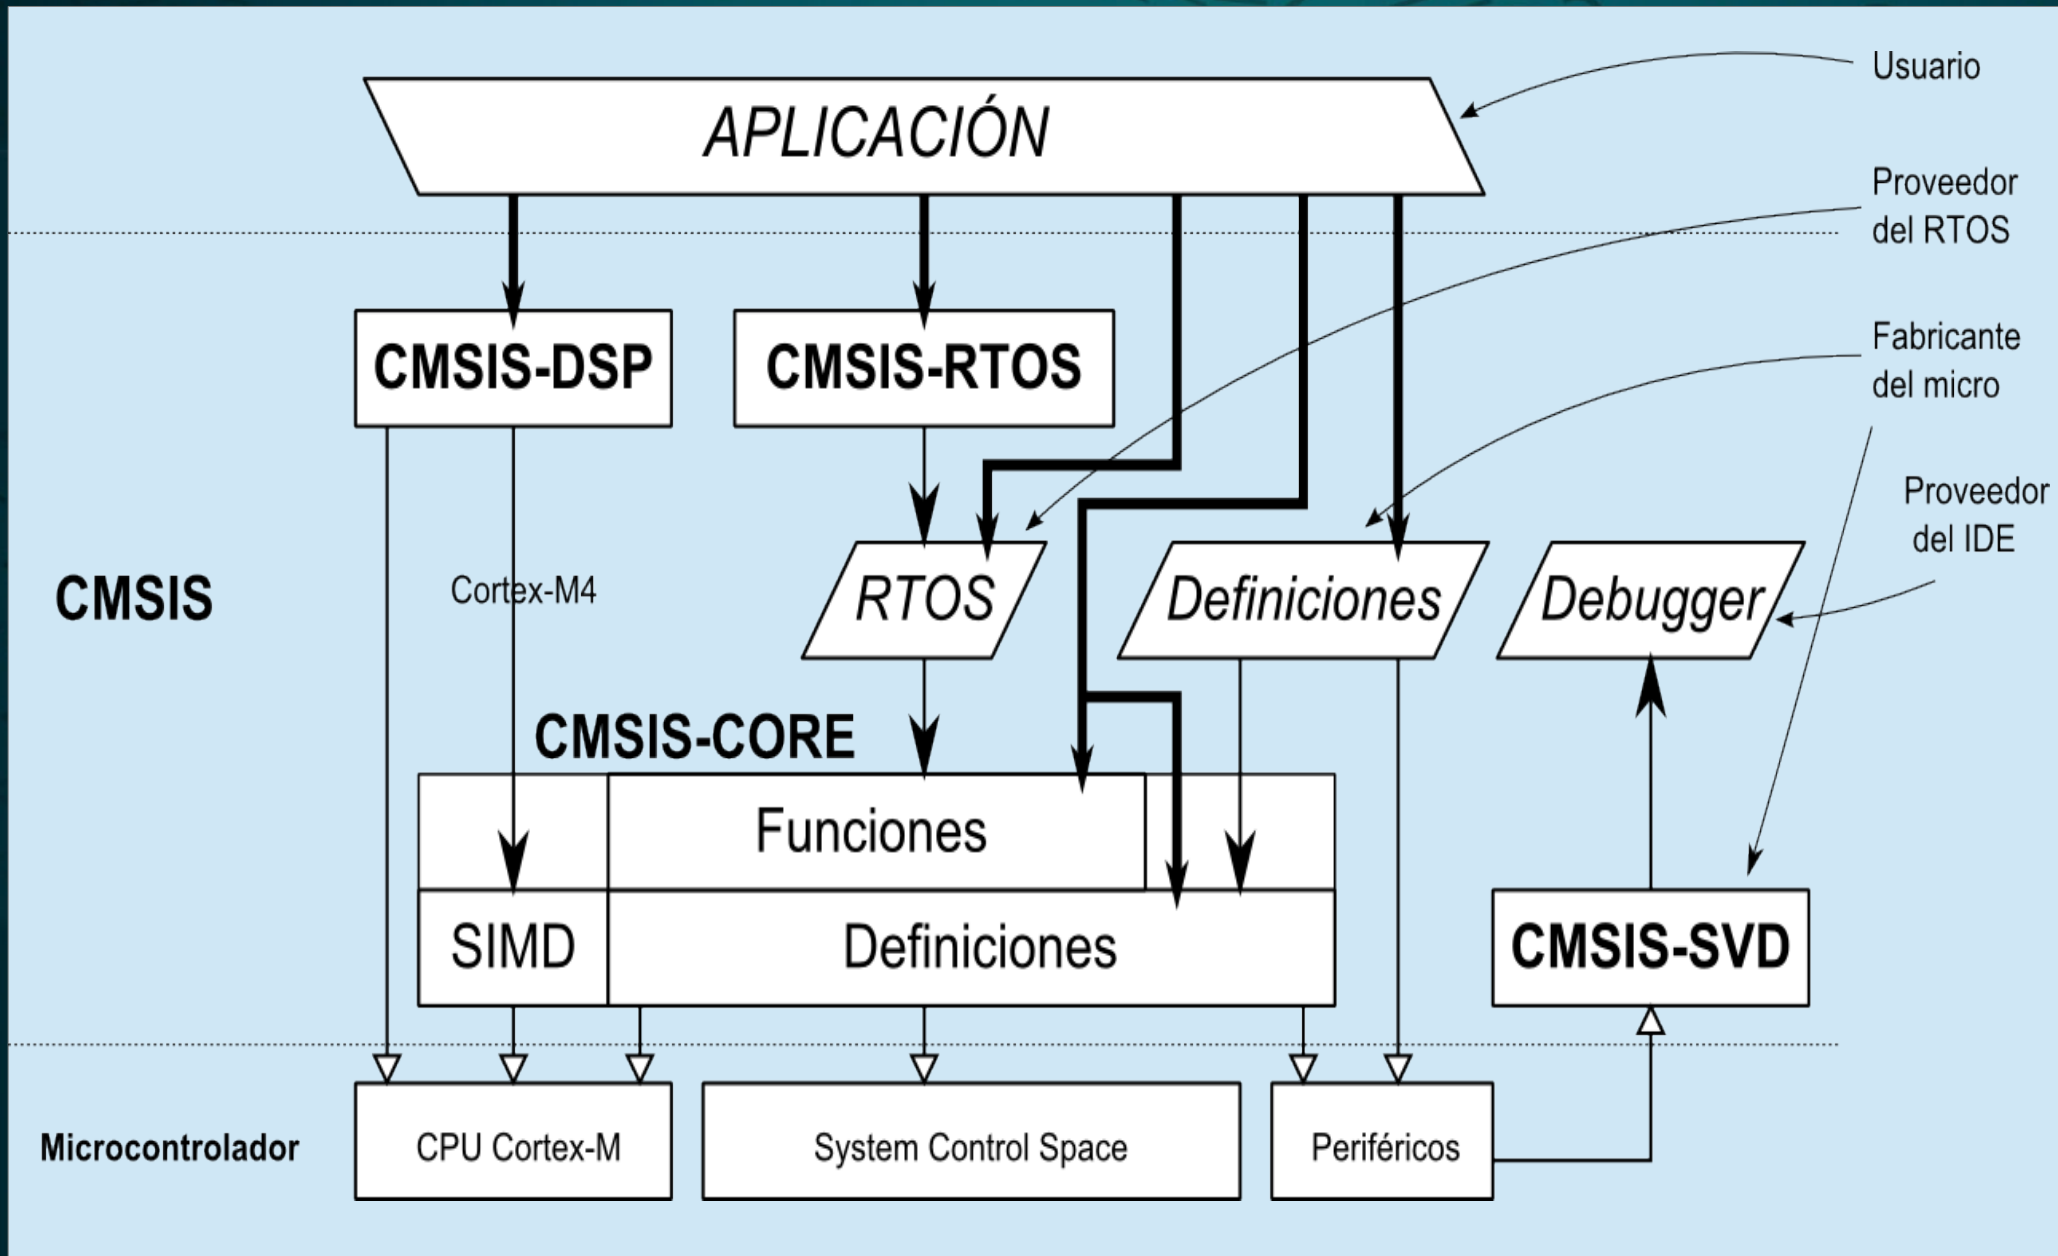 Usuario
APLICACIÓN
Proveedor
del RTOS
CMSIS-DSP
CMSIS-RTOS
Fabricante
del micro
Proveedor
del IDE
CMSIS
Cortex-M4
RTOS
Definiciones
Debugger
CMSIS-CORE
Funciones
SIMD
Definiciones
CMSIS-SVD
Microcontrolador
CPU Cortex-M
System Control Space
Periféricos